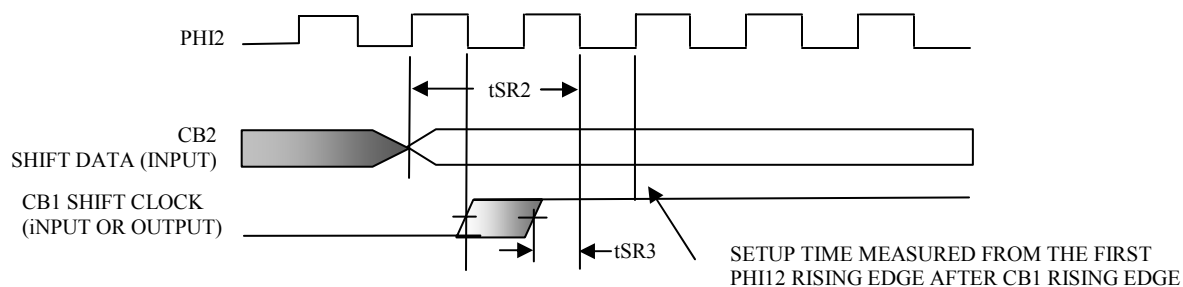 PHI2
tSR2
CB2
SHIFT DATA (INPUT)
CB1 SHIFT CLOCK
(iNPUT OR OUTPUT)
tSR3
SETUP TIME MEASURED FROM THE FIRST
PHI12 RISING EDGE AFTER CB1 RISING EDGE